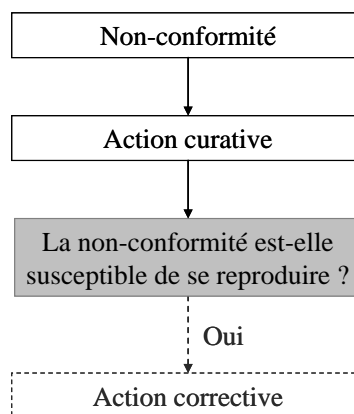 Non-conformité
Action curative
La non-conformité est-elle
susceptible de se reproduire ?
Oui
Action corrective